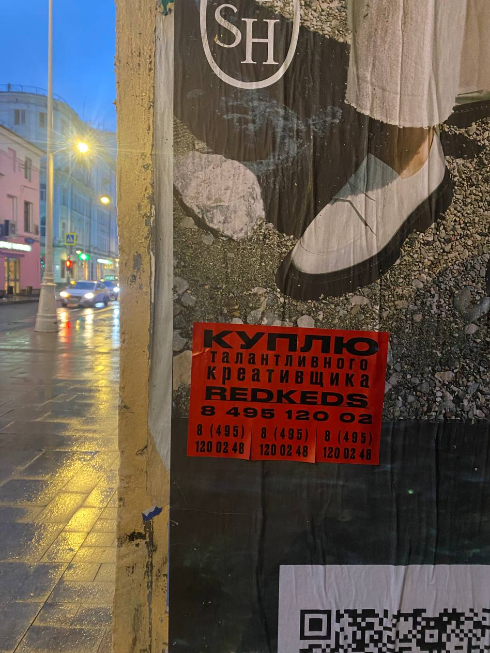 SH
КУПЛЮ
талантливного
креативщика
REDKEDS
8 495 120 02
8 (495) 8 (495) 8 (495)
120 02 48 120 02 48 120 02 48